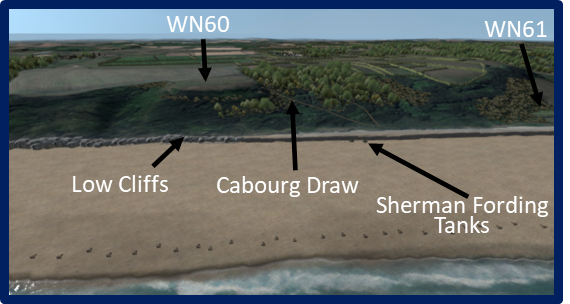 WN60
WN61
Low Cliffs
Cabourg Draw
Sherman Fording
Tanks